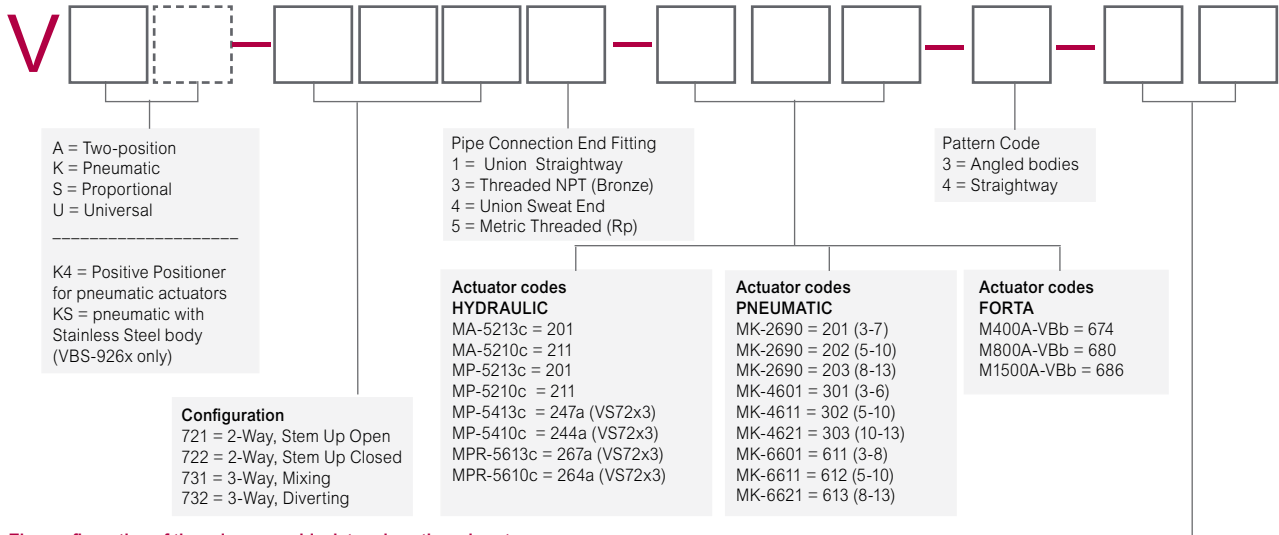 V
A = Two-position
K = Pneumatic
S = Proportional
U = Universal
____________________
K4 = Positive Positioner
for pneumatic actuators
KS = pneumatic with
Stainless Steel body
(VBS-926x only)
Configuration
721 = 2-Way, Stem Up Open
722 = 2-Way, Stem Up Closed
731 = 3-Way, Mixing
732 = 3-Way, Diverting
Pipe Connection End Fitting
1 = Union Straightway
3 = Threaded NPT (Bronze)
4 = Union Sweat End
5 = Metric Threaded (Rp)
Pattern Code
3 = Angled bodies
4 = Straightway
Actuator codes
HYDRAULIC
MA-5213c = 201
MA-5210c = 211
MP-5213c = 201
MP-5210c = 211
MP-5413c = 247a (VS72x3)
MP-5410c = 244a (VS72x3)
MPR-5613c = 267a (VS72x3)
MPR-5610c = 264a (VS72x3)
Actuator codes
PNEUMATIC
MK-2690 = 201 (3-7)
MK-2690 = 202 (5-10)
MK-2690 = 203 (8-13)
MK-4601 = 301 (3-6)
MK-4611 = 302 (5-10)
MK-4621 = 303 (10-13)
MK-6601 = 611 (3-8)
MK-6611 = 612 (5-10)
MK-6621 = 613 (8-13)
Actuator codes
FORTA
M400A-VBb = 674
M800A-VBb = 680
M1500A-VBb = 686